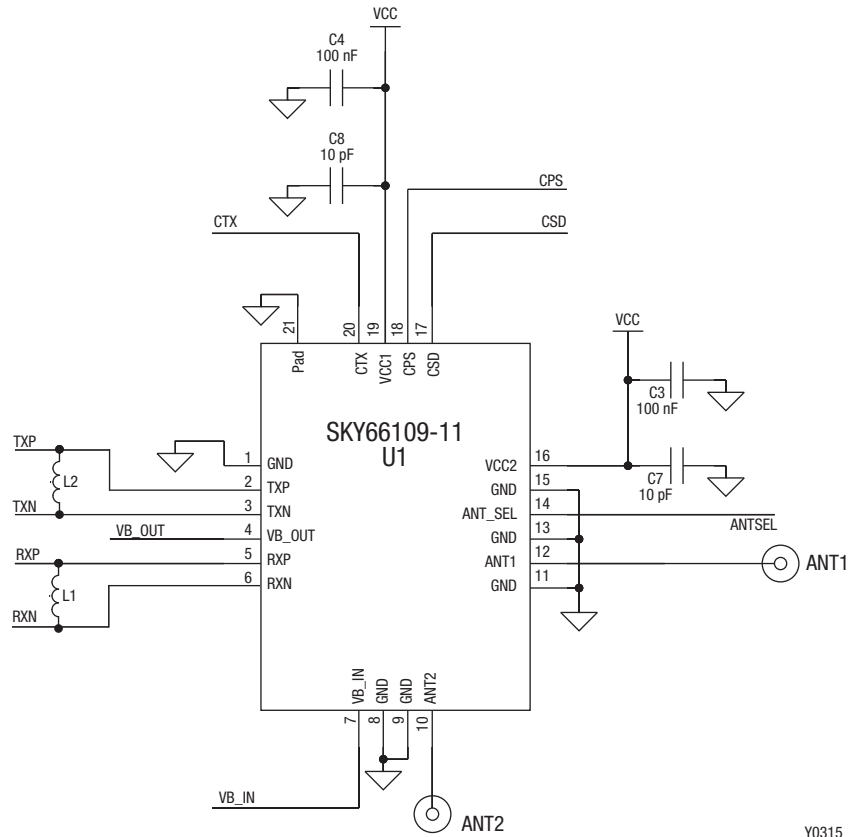 VCC
C4
100 nF
C8
10 pF
CPS
CTX
CSD
21
20
19
18
17
Pad
CTX
VCC1
CPS
CSD
VCC
C3
100 nF
SKY66109-11
U1
TXP
L2
TXN
VB_OUT
RXP
L1
RXN
1
GND
2
TXP
3
TXN
4
VB_OUT
5
RXP
6
RXN
VCC2
16
C7
10 pF
GND
15
ANT_SEL
14
ANTSEL
GND
13
ANT1
12
ANT1
GND
11
VB_IN
GND
GND
ANT2
7
8
9
10
VB_IN
ANT2
Y0315